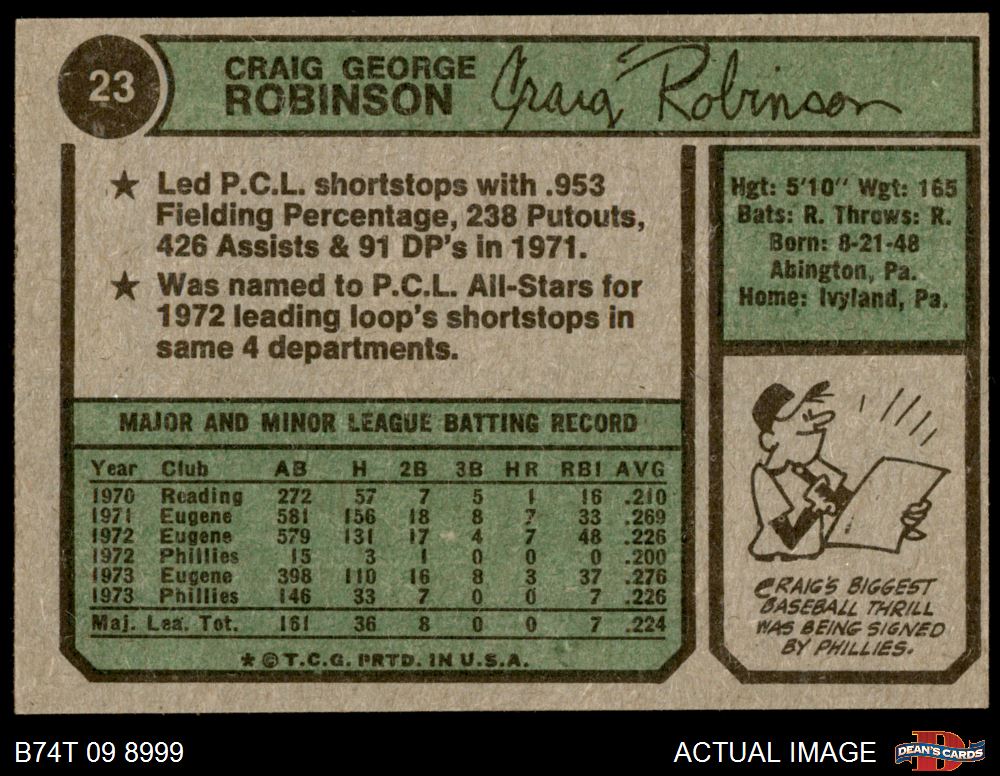 23
CRAIG GEORGE
ROBINSON
Craig Robinson
★ Led P.C.L. shortstops with .953
Fielding Percentage, 238 Putouts,
426 Assists & 91 DP's in 1971.
★ Was named to P.C.L. All-Stars for
1972 leading loop's shortstops in
same 4 departments.
Hgt: 5'10" Wgt: 165
Bats: R. Throws: R.
Born: 8-21-48
Abington, Pa.
Home: Ivyland, Pa.
MAJOR AND MINOR LEAGUE BATTING RECORD
Year Club AB H 2B 3B HR RBI AVG
1970 Reading 272 57 7 5 1 16 .210
1971 Eugene 581 156 18 8 7 33 .269
1972 Eugene 579 131 17 4 7 48 .226
1972 Phillies 15 3 1 0 0 0 .200
1973 Eugene 398 110 16 8 3 37 .276
1973 Phillies 146 33 7 0 0 7 .226
Maj. Lea. Tot. 161 36 8 0 0 7 .224
★ © T.C.G. PRTD. IN U.S.A.
CRAIG'S BIGGEST
BASEBALL THRILL
WAS BEING SIGNED
BY PHILLIES.
B74T 09 8999
ACTUAL IMAGE
DEAN'S CARDS